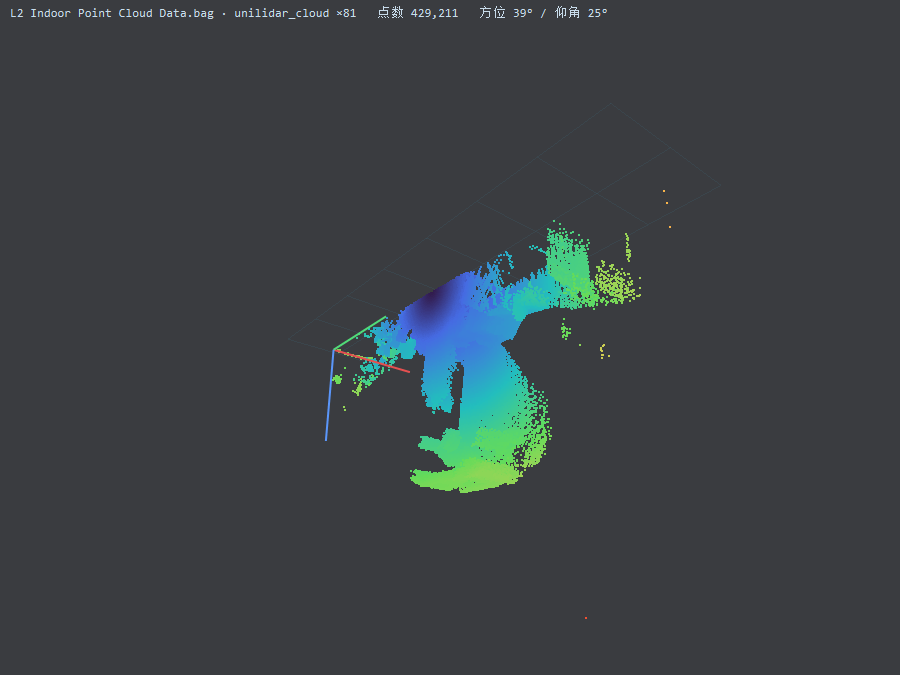 L2 Indoor Point Cloud Data.bag · unilidar_cloud ×81 点数 429,211 方位 39° / 仰角 25°